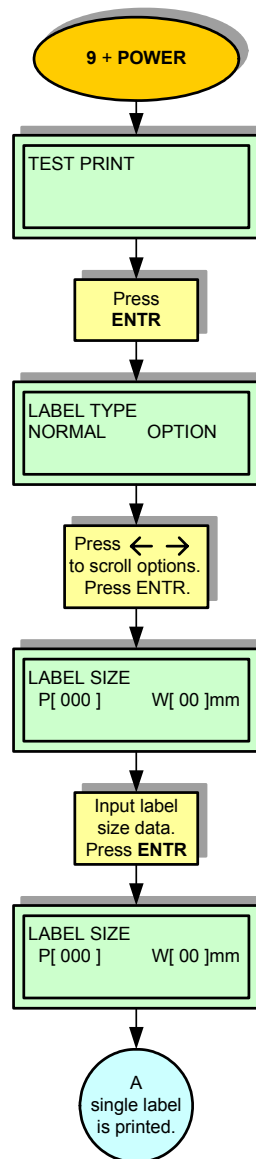 9 + POWER
TEST PRINT
Press
ENTR
LABEL TYPE
NORMAL OPTION
Press ← →
to scroll options.
Press ENTR.
LABEL SIZE
P[ 000 ] W[ 00 ]mm
Input label
size data.
Press ENTR
LABEL SIZE
P[ 000 ] W[ 00 ]mm
A
single label
is printed.